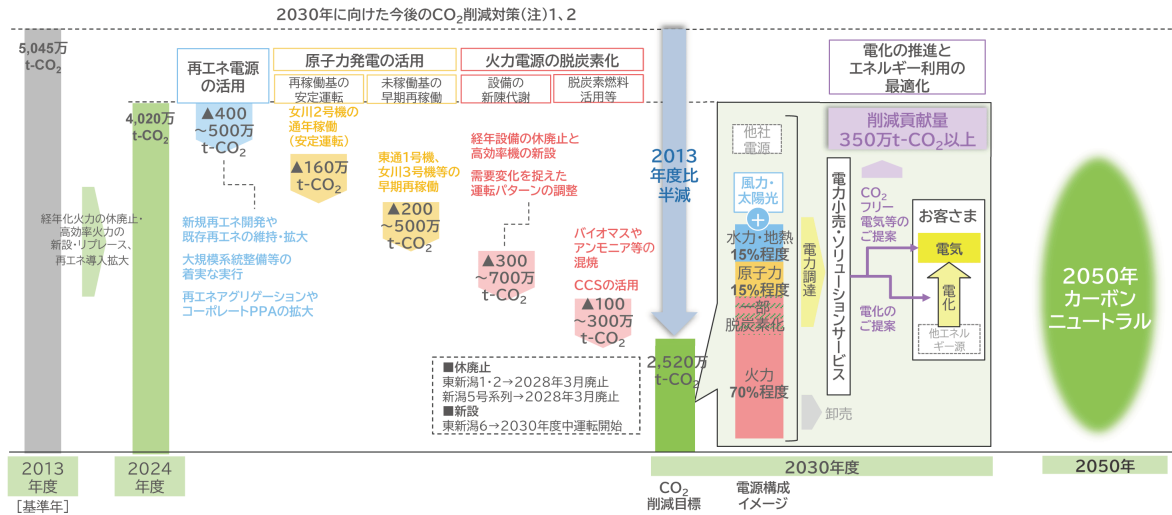 2030年に向けた今後のCO₂削減対策(注)1、2
5,045万
t-CO₂
4,020万
t-CO₂
経年化火力の休廃止・
高効率火力の
新設・リプレース、
再エネ導入拡大
再エネ電源
の活用
▲400
～500万
t-CO₂
新規再エネ開発や
既存再エネの維持・拡大
大規模系統整備等の
着実な実行
再エネアグリゲーションや
コーポレートPPAの拡大
原子力発電の活用
再稼働基の
安定運転
未稼働基の
早期再稼働
女川2号機の
通年稼働
(安定運転)
▲160万
t-CO₂
東通1号機、
女川3号機等の
早期再稼働
▲200
～500万
t-CO₂
火力電源の脱炭素化
設備の
新陳代謝
脱炭素燃料
活用等
経年設備の休廃止と
高効率機の新設
需要変化を捉えた
運転パターンの調整
▲300
～700万
t-CO₂
バイオマスや
アンモニア等の
混焼
CCSの活用
▲100
～300万
t-CO₂
■休廃止
東新潟1・2→2028年3月廃止
新潟5号系列→2028年3月廃止
■新設
東新潟6→2030年度中運転開始
2013
年度比
半減
2,520万
t-CO₂
他社
電源
風力・
太陽光
+
水力・地熱
15%程度
原子力
15%程度
一部
脱炭素化
火力
70%程度
電力調達
卸売
電力小売・ソリューションサービス
電化の推進と
エネルギー利用の
最適化
削減貢献量
350万t-CO₂以上
CO₂
フリー
電気等の
ご提案
電化の
ご提案
お客さま
電気
電化
他エネル
ギー源
2050年
カーボン
ニュートラル
2013
年度
[基準年]
2024
年度
2030年度
CO₂
削減目標
電源構成
イメージ
2050年